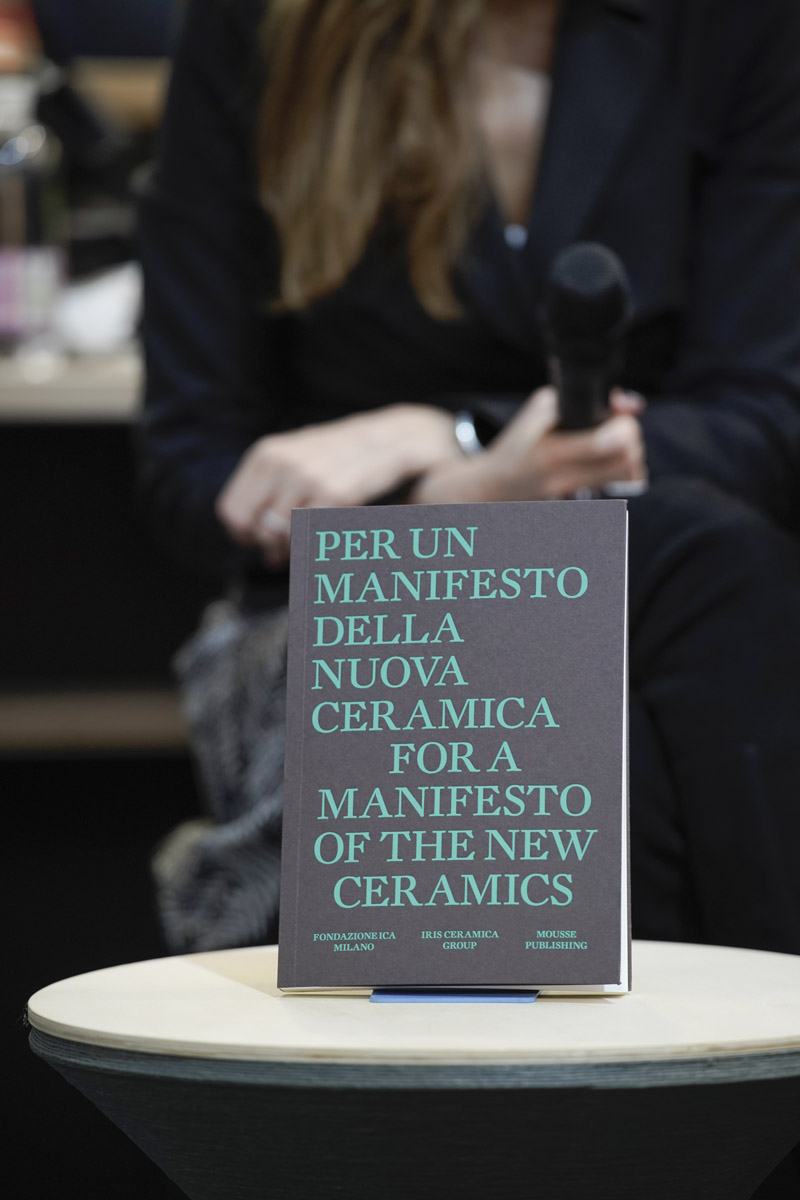 PER UN
MANIFESTO
DELLA
NUOVA
CERAMICA
FOR A
MANIFESTO
OF THE NEW
CERAMICS
FONDAZIONE ICA
MILANO
IRIS CERAMICA
GROUP
MOUSSE
PUBLISHING